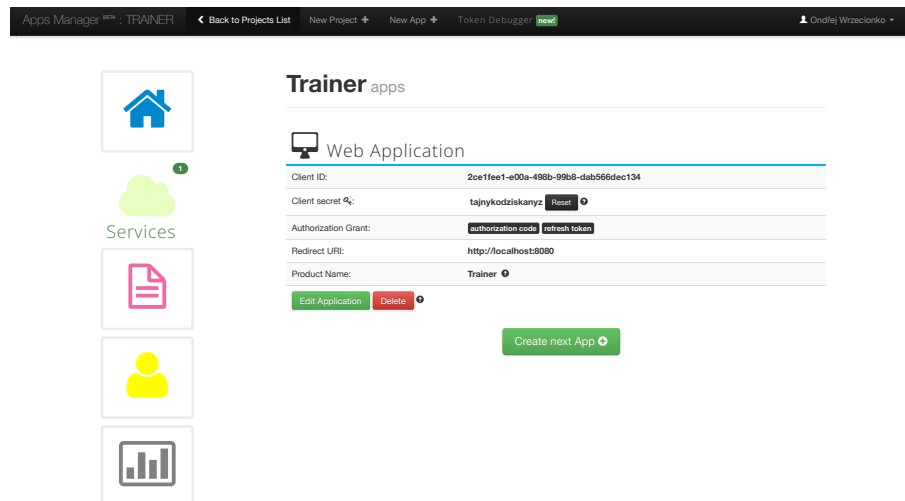 Apps Manager BETA : TRAINER Back to Projects List New Project New App Token Debugger new! Ondřej Wrzecionko
Trainer apps
Web Application
1
Services
Client ID: 2ce1fee1-e00a-498b-99b8-dab566dec134
Client secret : tajnykodziskanyz Reset
Authorization Grant: authorization code refresh token
Redirect URI: http://localhost:8080
Product Name: Trainer
Edit Application Delete
Create next App